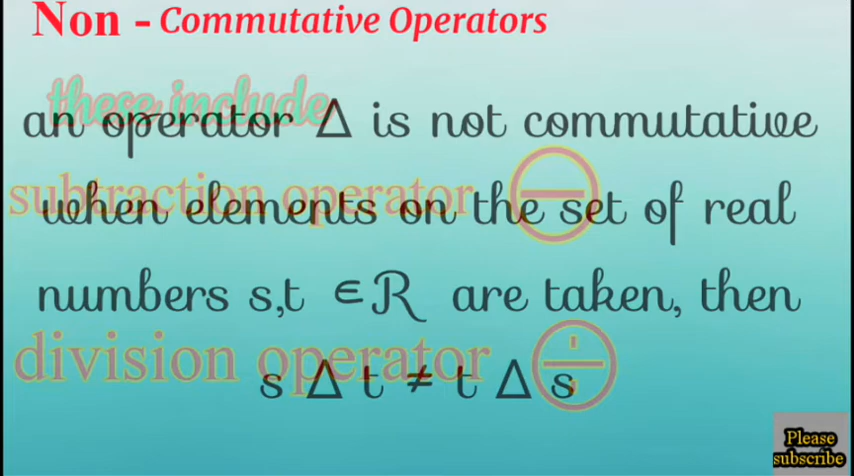 Non - Commutative Operators
these include
an operator Δ is not commutative
subtraction operator −
when elements on the set of real
numbers s,t ∈ R are taken, then
division operator ÷
s Δ t ≠ t Δ s
Please
subscribe